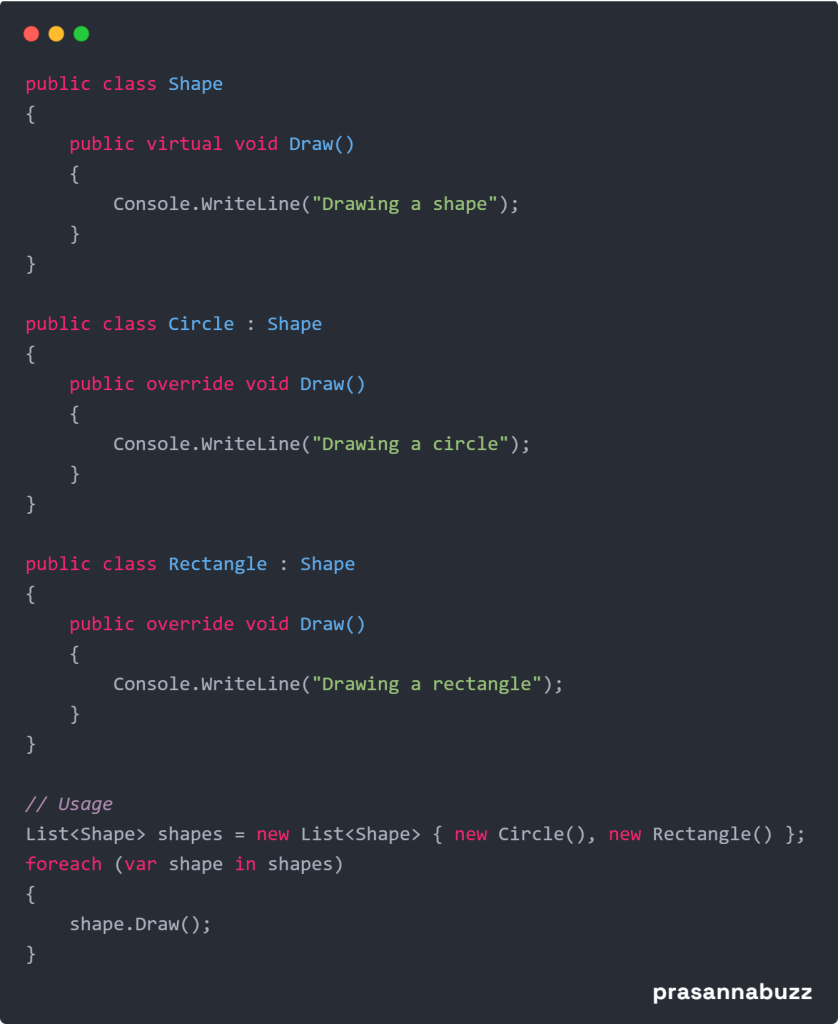 public class Shape
{
    public virtual void Draw()
    {
        Console.WriteLine("Drawing a shape");
    }
}

public class Circle : Shape
{
    public override void Draw()
    {
        Console.WriteLine("Drawing a circle");
    }
}

public class Rectangle : Shape
{
    public override void Draw()
    {
        Console.WriteLine("Drawing a rectangle");
    }
}

// Usage
List<Shape> shapes = new List<Shape> { new Circle(), new Rectangle() };
foreach (var shape in shapes)
{
    shape.Draw();
}
prasannabuzz